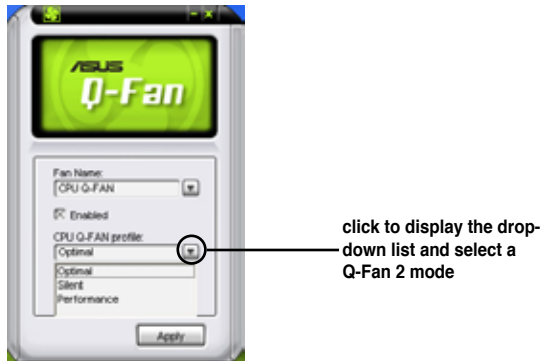 ASUS
Q-Fan
Fan Name:
CPU Q-FAN
Enabled
CPU Q-FAN profile:
Optimal
Optimal
Silent
Performance
Apply
click to display the drop-
down list and select a
Q-Fan 2 mode